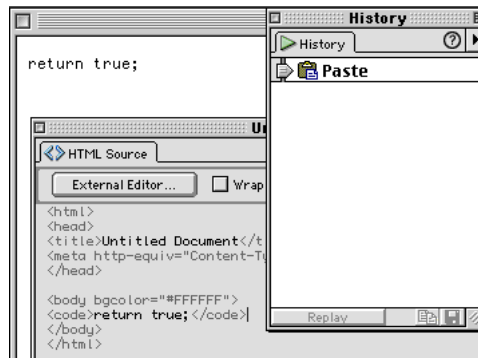 History
History
Paste
return true;
HTML Source
External Editor...
Wrap
<html>
<head>
<title>Untitled Document</t
<meta http-equiv="Content-Ty
</head>
<body bgcolor="#FFFFFF">
<code>return true;</code>
</body>
</html>
Replay